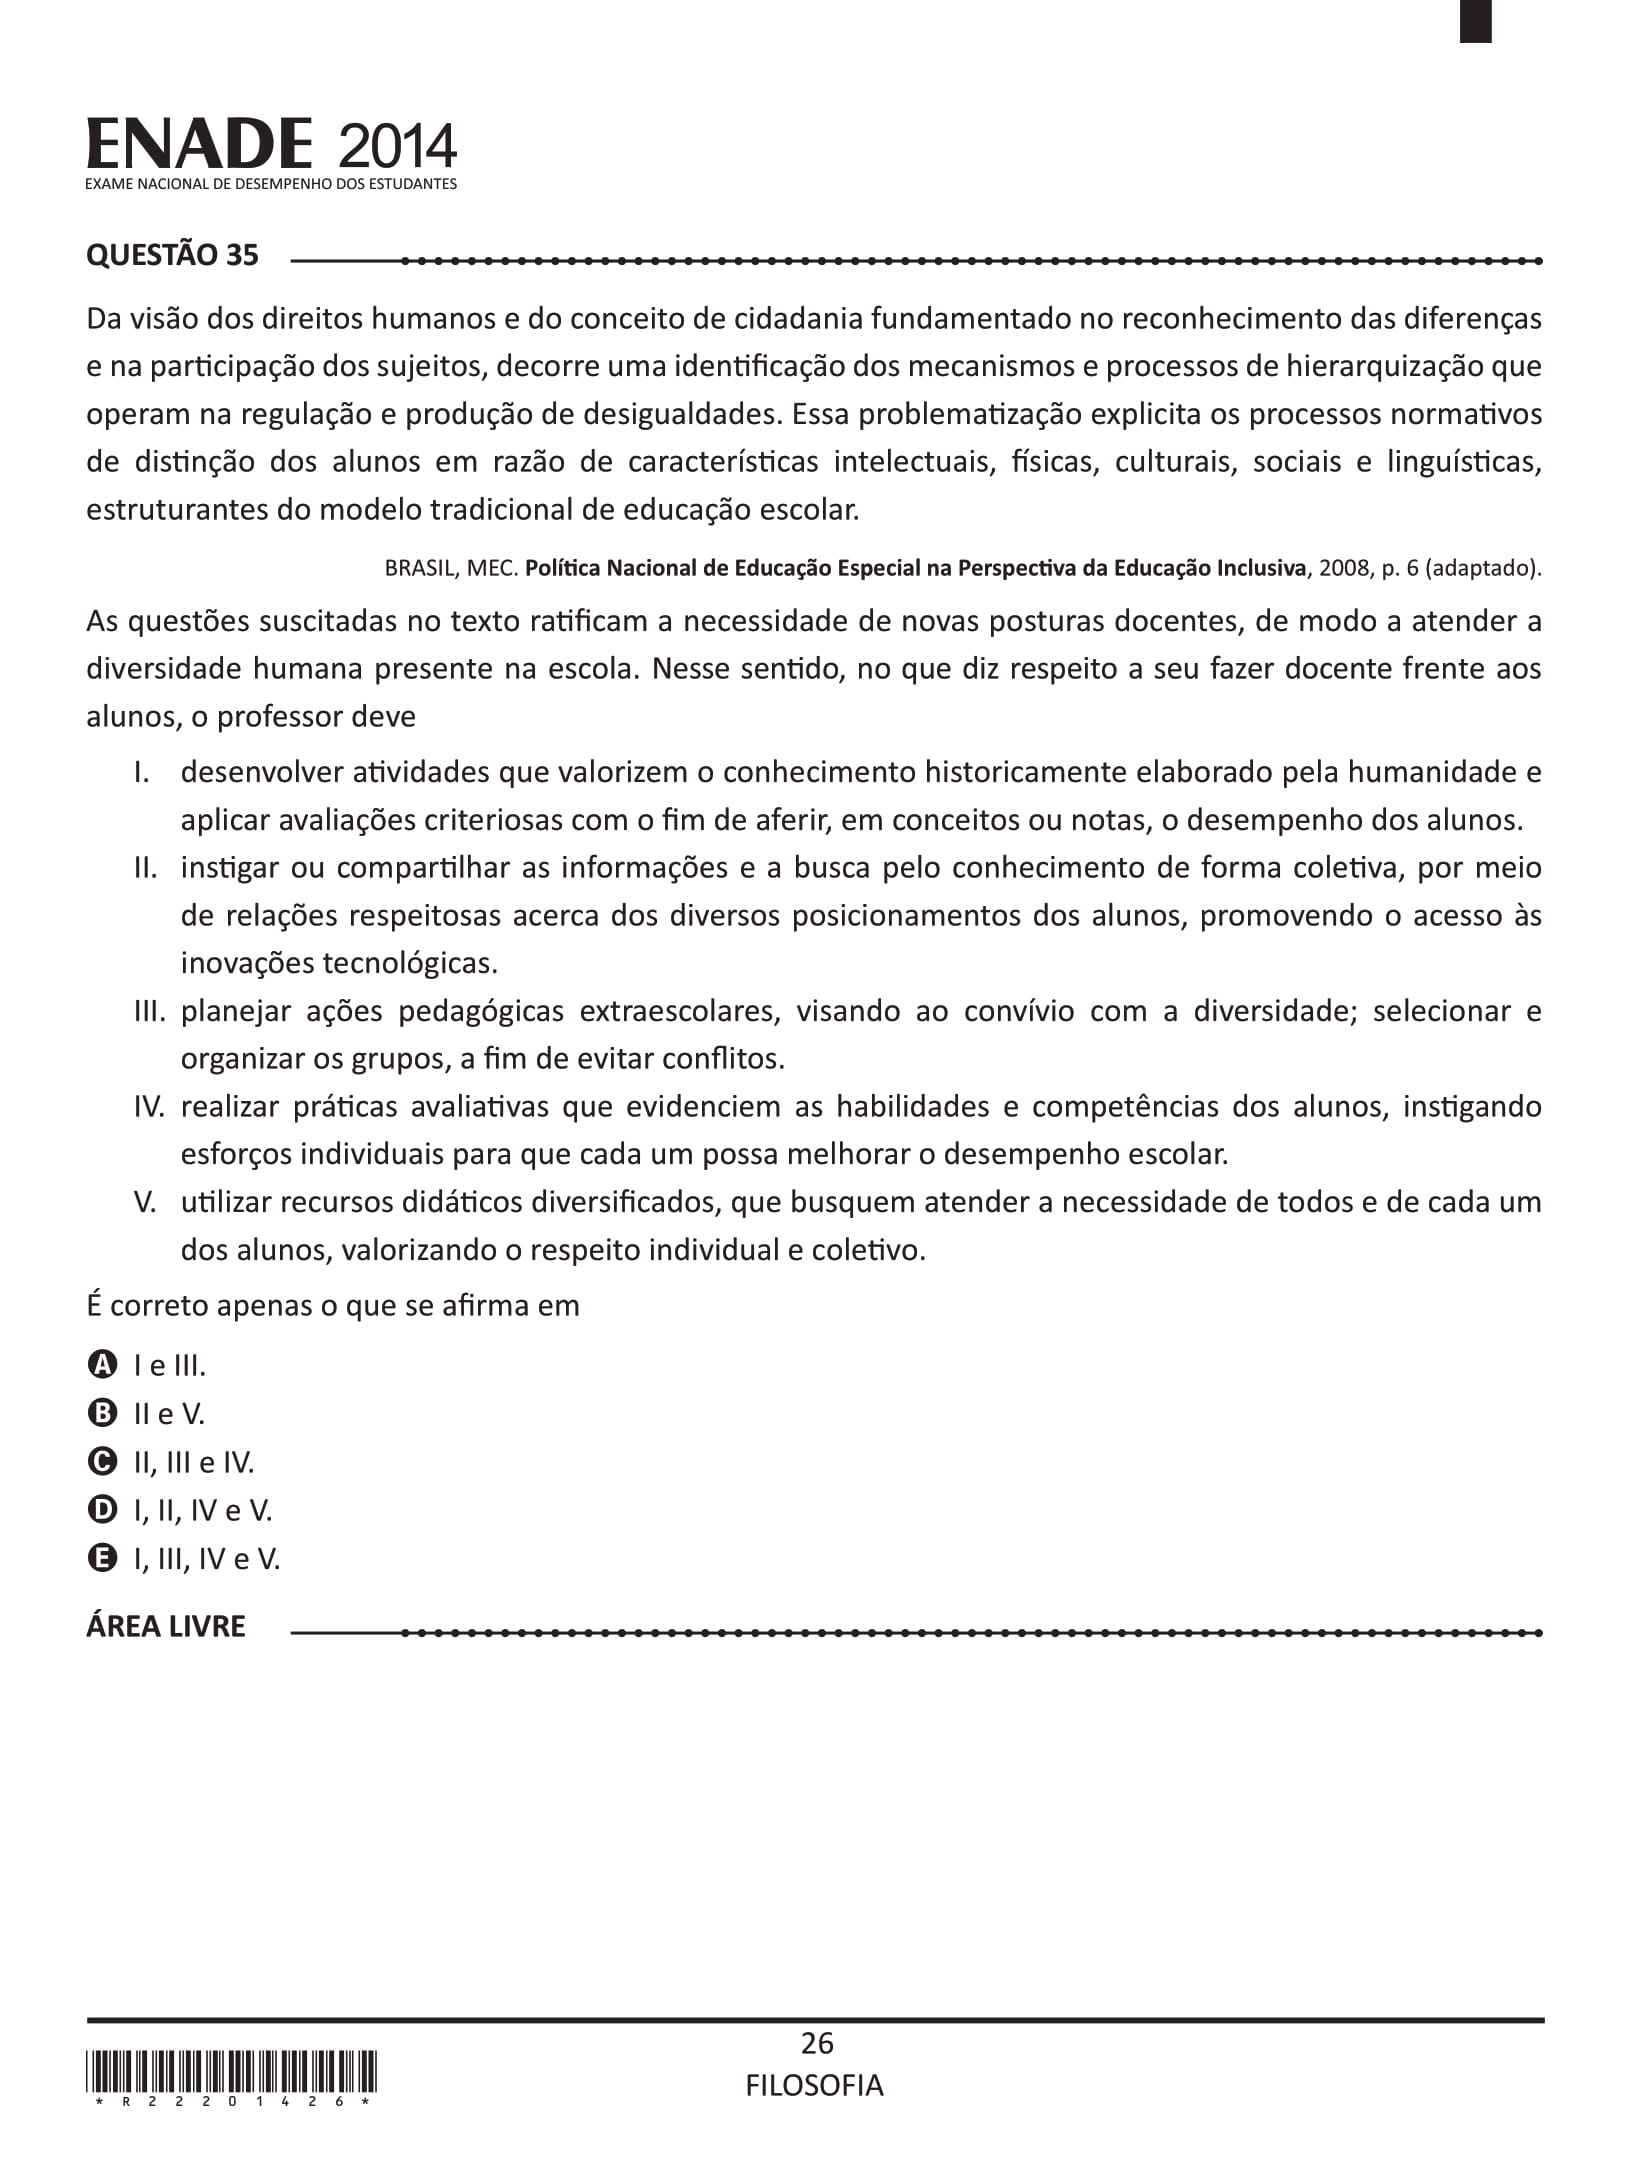 ENADE 2014
EXAME NACIONAL DE DESEMPENHO DOS ESTUDANTES
QUESTÃO 35
Da visão dos direitos humanos e do conceito de cidadania fundamentado no reconhecimento das diferenças
e na participação dos sujeitos, decorre uma identificação dos mecanismos e processos de hierarquização que
operam na regulação e produção de desigualdades. Essa problematização explicita os processos normativos
de distinção dos alunos em razão de características intelectuais, físicas, culturais, sociais e linguísticas,
estruturantes do modelo tradicional de educação escolar.
BRASIL, MEC. Política Nacional de Educação Especial na Perspectiva da Educação Inclusiva, 2008, p. 6 (adaptado).
As questões suscitadas no texto ratificam a necessidade de novas posturas docentes, de modo a atender a
diversidade humana presente na escola. Nesse sentido, no que diz respeito a seu fazer docente frente aos
alunos, o professor deve
I. desenvolver atividades que valorizem o conhecimento historicamente elaborado pela humanidade e
aplicar avaliações criteriosas com o fim de aferir, em conceitos ou notas, o desempenho dos alunos.
II. instigar ou compartilhar as informações e a busca pelo conhecimento de forma coletiva, por meio
de relações respeitosas acerca dos diversos posicionamentos dos alunos, promovendo o acesso às
inovações tecnológicas.
III. planejar ações pedagógicas extraescolares, visando ao convívio com a diversidade; selecionar e
organizar os grupos, a fim de evitar conflitos.
IV. realizar práticas avaliativas que evidenciem as habilidades e competências dos alunos, instigando
esforços individuais para que cada um possa melhorar o desempenho escolar.
V. utilizar recursos didáticos diversificados, que busquem atender a necessidade de todos e de cada um
dos alunos, valorizando o respeito individual e coletivo.
É correto apenas o que se afirma em
A I e III.
B II e V.
C II, III e IV.
D I, II, IV e V.
E I, III, IV e V.
ÁREA LIVRE
26
FILOSOFIA
* R 2 2 2 0 1 4 2 6 *